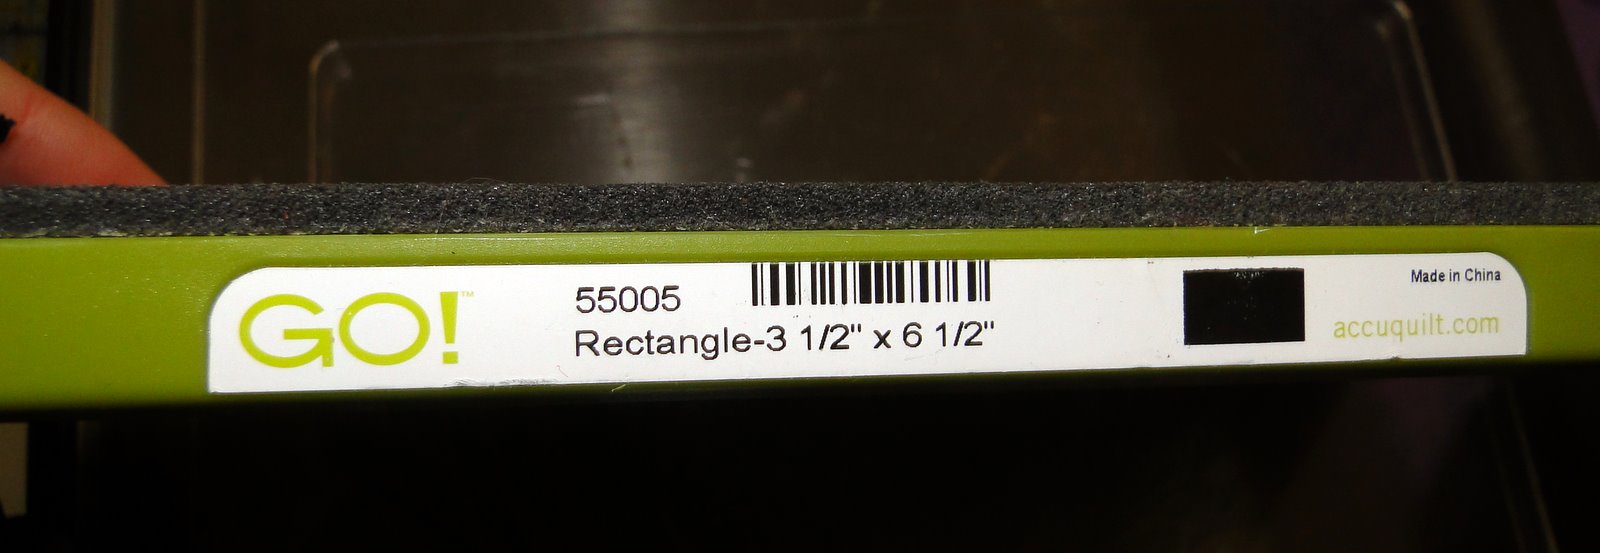 GO!™
55005
Rectangle-3 1/2" x 6 1/2"
Made in China
accuquilt.com